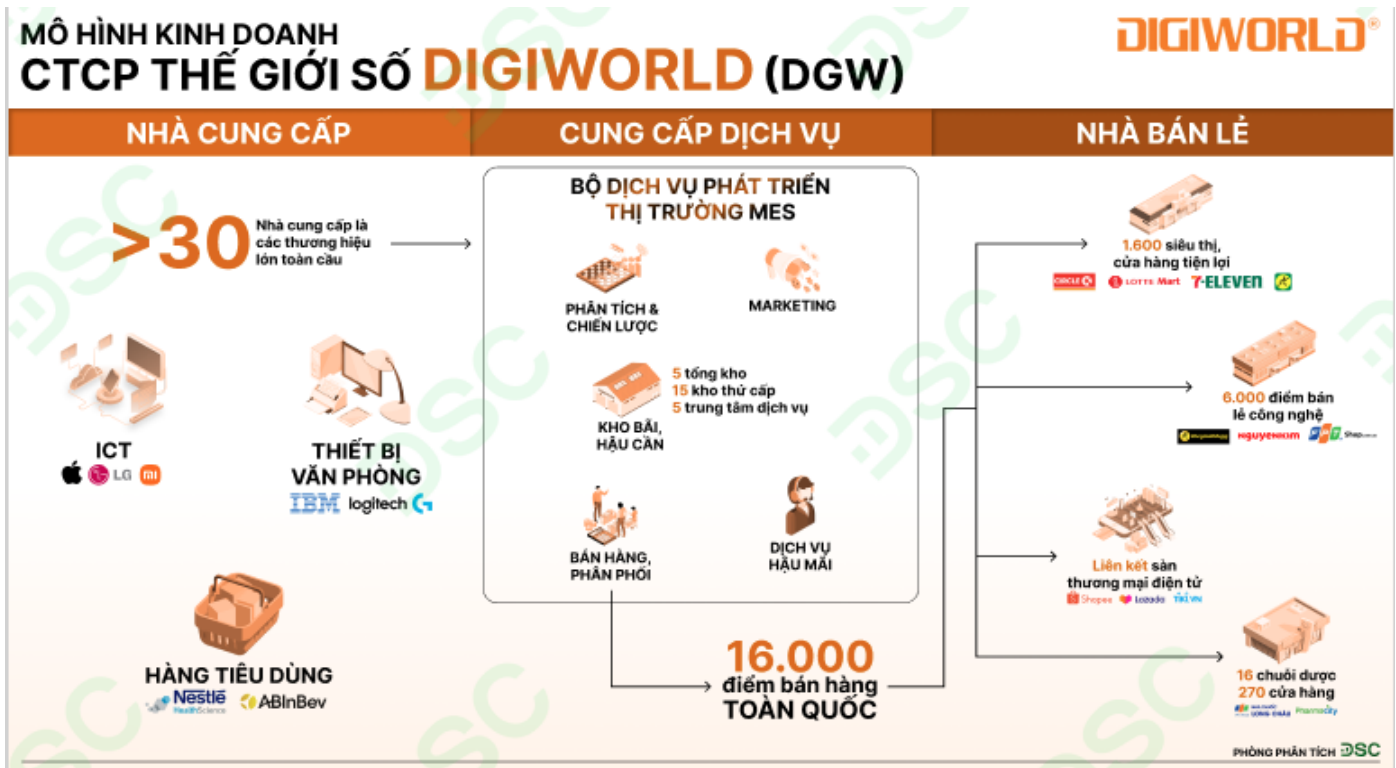 MÔ HÌNH KINH DOANH
CTCP THẾ GIỚI SỐ DIGIWORLD (DGW)
DIGIWORLD®
NHÀ CUNG CẤP
CUNG CẤP DỊCH VỤ
NHÀ BÁN LẺ
>30
Nhà cung cấp là
các thương hiệu
lớn toàn cầu
ICT
LG
mi
THIẾT BỊ
VĂN PHÒNG
IBM logitech G
HÀNG TIÊU DÙNG
Nestlé
HealthScience
ABInBev
BỘ DỊCH VỤ PHÁT TRIỂN
THỊ TRƯỜNG MES
PHÂN TÍCH &
CHIẾN LƯỢC
MARKETING
5 tổng kho
15 kho thứ cấp
5 trung tâm dịch vụ
KHO BÃI,
HẬU CẦN
BÁN HÀNG,
PHÂN PHỐI
DỊCH VỤ
HẬU MÃI
16.000
điểm bán hàng
TOÀN QUỐC
1.600 siêu thị,
cửa hàng tiện lợi
CIRCLE K LOTTE Mart 7-ELEVEN
6.000 điểm bán
lẻ công nghệ
nguyenkim FPT Shop
Liên kết sàn
thương mại điện tử
Shopee Lazada TIKI.VN
16 chuỗi dược
270 cửa hàng
FPT NHÀ THUỐC
LONG CHÂU Pharmacity
PHÒNG PHÂN TÍCH DSC